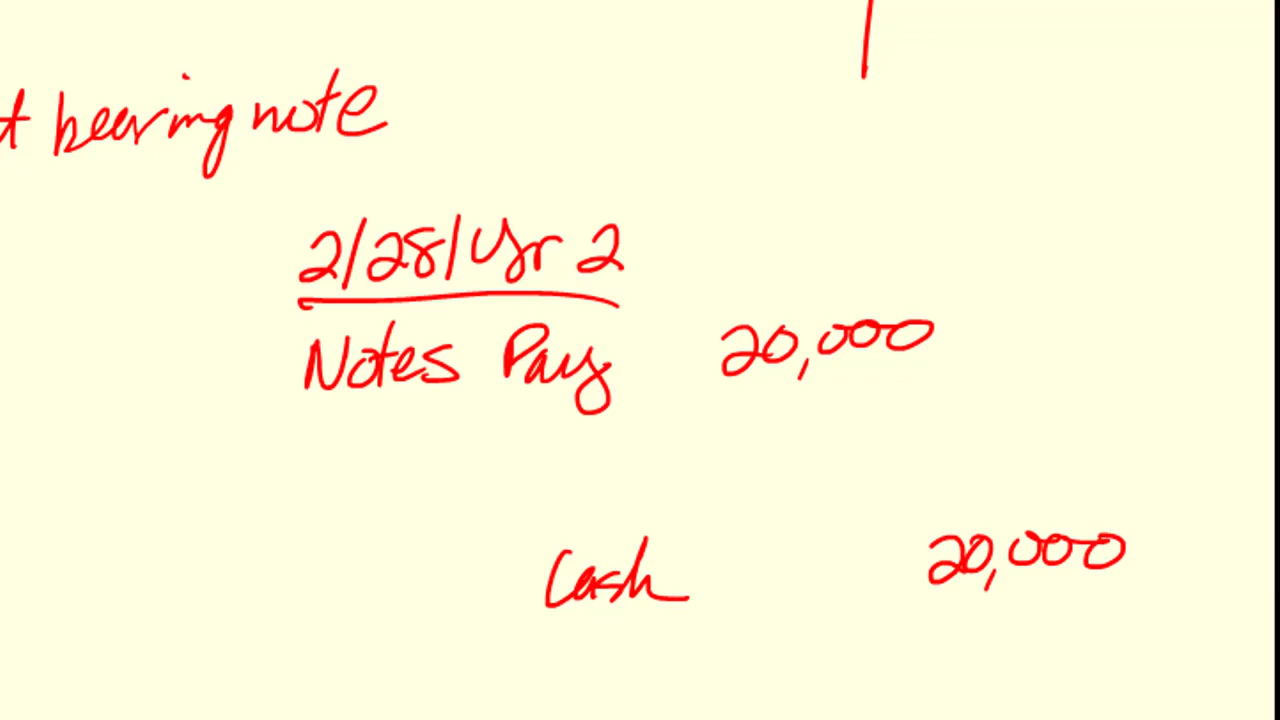 bearing note
2/28/Yr 2
Notes Pay 20,000
Cash 20,000